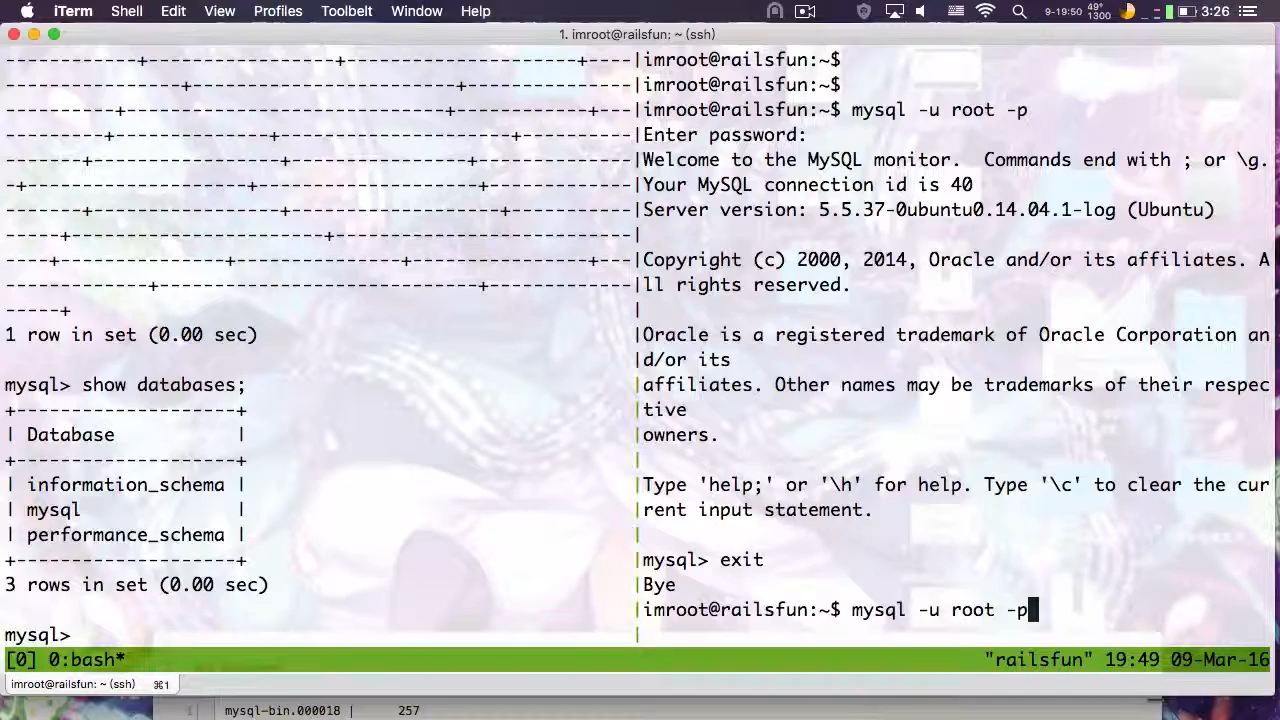 iTerm Shell Edit View Profiles Toolbelt Window Help 9-19:50 49° 1300 3:26
1. imroot@railsfun: ~ (ssh)
------------+-----------------+---------------------+----
----------------+------------------------+---------------
----------+-----------------------------+------------+---
---------+--------------+---------------------+----------
-------+-----------------+----------------+--------------
-+--------------------+--------------------+-------------
-------+-----------------+-------------------+-----------
-----+-----------------------+---------------------------
----+---------------+---------------+----------------+---
-------------+-----------------------------+-------------
-----+
1 row in set (0.00 sec)
mysql> show databases;
+--------------------+
| Database           |
+--------------------+
| information_schema |
| mysql              |
| performance_schema |
+--------------------+
3 rows in set (0.00 sec)
mysql>
imroot@railsfun:~$
imroot@railsfun:~$
imroot@railsfun:~$ mysql -u root -p
Enter password:
Welcome to the MySQL monitor.  Commands end with ; or \g.
Your MySQL connection id is 40
Server version: 5.5.37-0ubuntu0.14.04.1-log (Ubuntu)
Copyright (c) 2000, 2014, Oracle and/or its affiliates. A
ll rights reserved.
Oracle is a registered trademark of Oracle Corporation an
d/or its
affiliates. Other names may be trademarks of their respec
tive
owners.
Type 'help;' or '\h' for help. Type '\c' to clear the cur
rent input statement.
mysql> exit
Bye
imroot@railsfun:~$ mysql -u root -p
[0] 0:bash* "railsfun" 19:49 09-Mar-16
imroot@railsfun: ~ (ssh) ⌘1
1 mysql-bin.000018 | 257